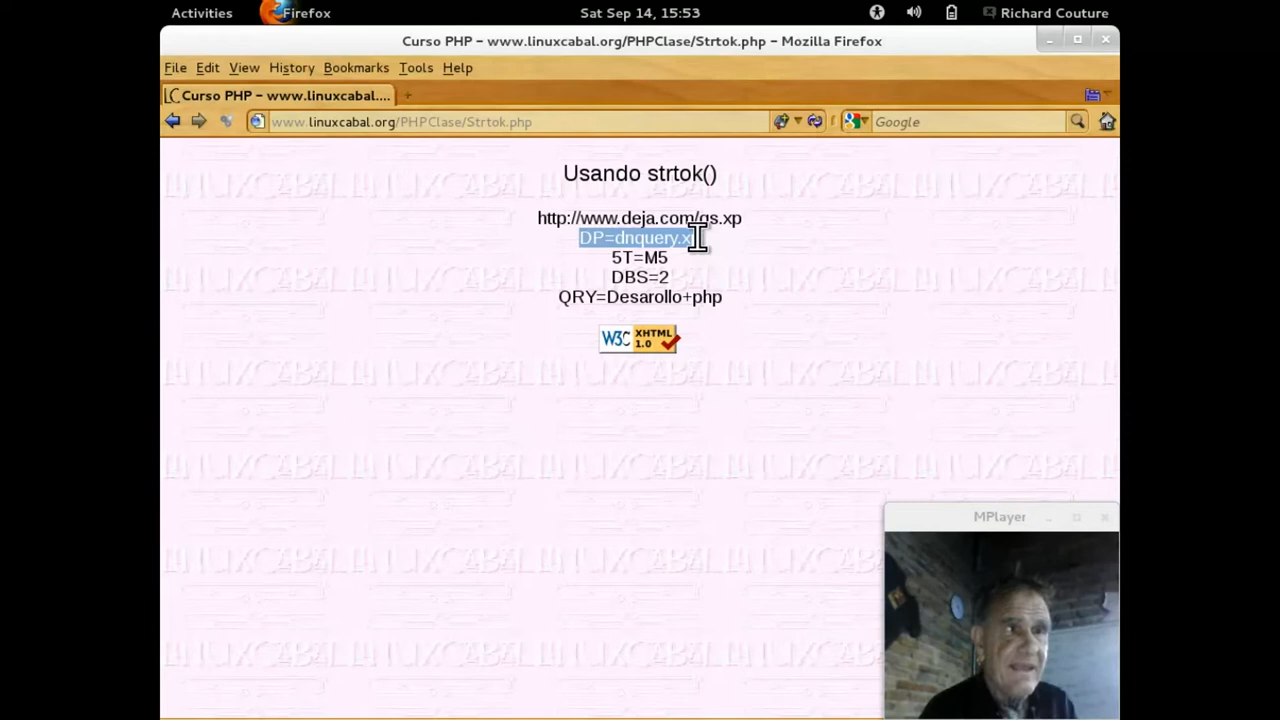 Activities Firefox Sat Sep 14, 15:53 Richard Couture
Curso PHP – www.linuxcabal.org/PHPClase/Strtok.php – Mozilla Firefox
File Edit View History Bookmarks Tools Help
Curso PHP – www.linuxcabal.... +
www.linuxcabal.org/PHPClase/Strtok.php Google
Usando strtok()
http://www.deja.com/qs.xp
DP=dnquery.x
5T=M5
DBS=2
QRY=Desarollo+php
W3C XHTML
1.0
MPlayer